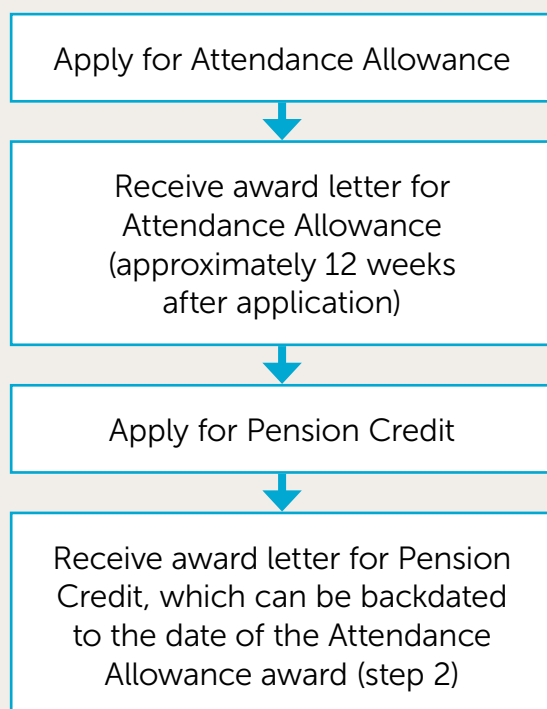 Apply for Attendance Allowance
Receive award letter for
Attendance Allowance
(approximately 12 weeks
after application)
Apply for Pension Credit
Receive award letter for Pension
Credit, which can be backdated
to the date of the Attendance
Allowance award (step 2)